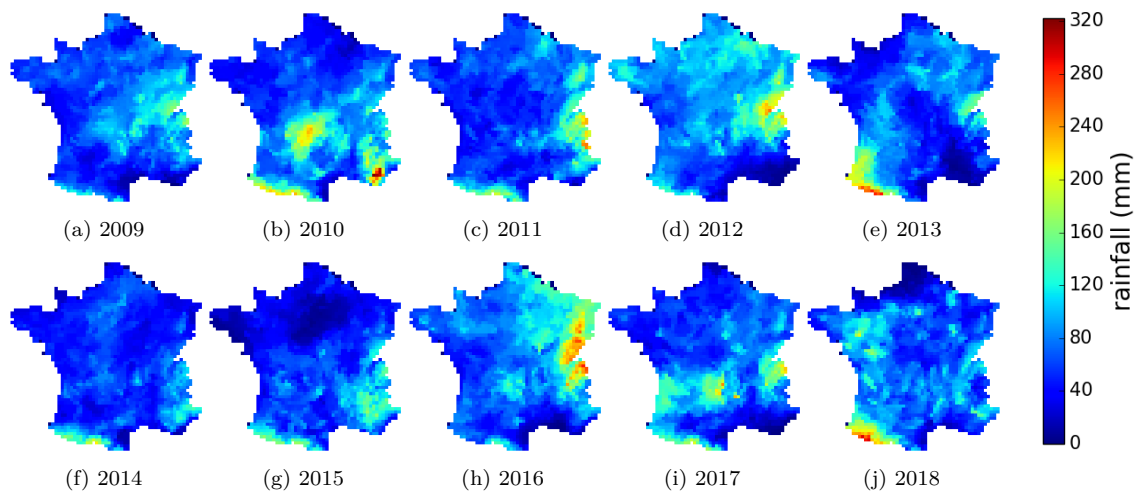 (a) 2009
(b) 2010
(c) 2011
(d) 2012
(e) 2013
(f) 2014
(g) 2015
(h) 2016
(i) 2017
(j) 2018
320
280
240
200
160
120
80
40
0
rainfall (mm)